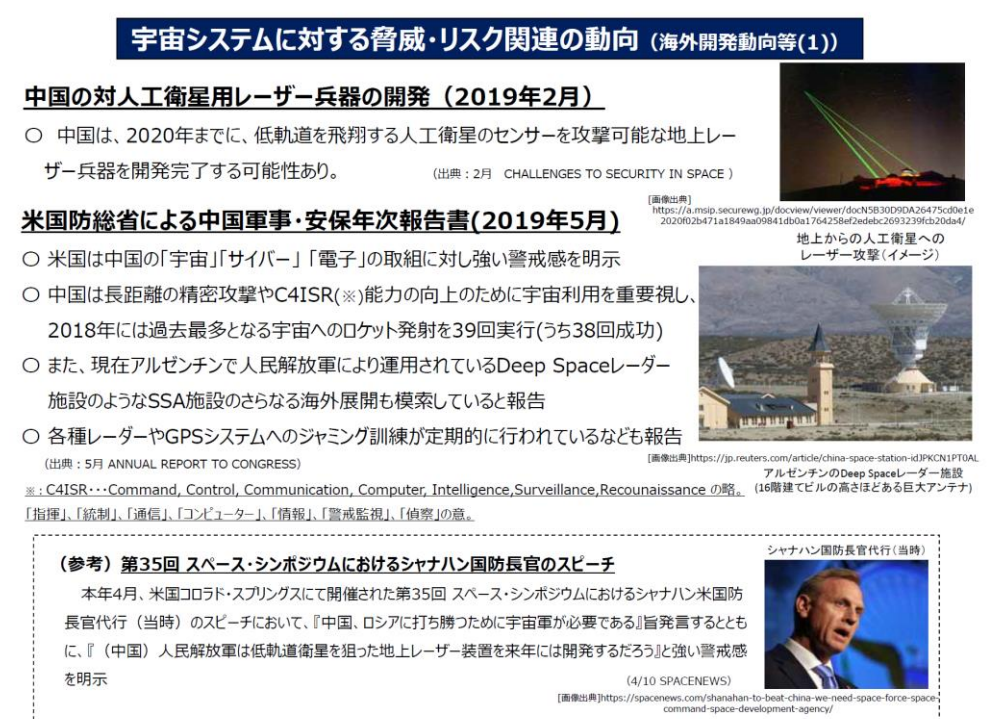 宇宙システムに対する脅威・リスク関連の動向（海外開発動向等(1)）
中国の対人工衛星用レーザー兵器の開発（2019年2月）
○ 中国は、2020年までに、低軌道を飛翔する人工衛星のセンサーを攻撃可能な地上レー
ザー兵器を開発完了する可能性あり。
（出典：2月 CHALLENGES TO SECURITY IN SPACE ）
[画像出典]
https://a.msip.securewg.jp/docview/viewer/docN5B30D9DA26475cd0e1e
2020f02b471a1849aa09841db0a1764258ef2edebc2693239fcb20da4/
地上からの人工衛星への
レーザー攻撃（イメージ）
米国防総省による中国軍事・安保年次報告書(2019年5月)
○ 米国は中国の「宇宙」「サイバー」 「電子」の取組に対し強い警戒感を明示
○ 中国は長距離の精密攻撃やC4ISR(※)能力の向上のために宇宙利用を重要視し、
2018年には過去最多となる宇宙へのロケット発射を39回実行(うち38回成功)
○ また、現在アルゼンチンで人民解放軍により運用されているDeep Spaceレーダー
施設のようなSSA施設のさらなる海外展開も模索していると報告
○ 各種レーダーやGPSシステムへのジャミング訓練が定期的に行われているなども報告
（出典：5月 ANNUAL REPORT TO CONGRESS）
[画像出典]https://jp.reuters.com/article/china-space-station-idJPKCN1PT0AL
アルゼンチンのDeep Spaceレーダー施設
(16階建てビルの高さほどある巨大アンテナ)
※：C4ISR・・・Command, Control, Communication, Computer, Intelligence,Surveillance,Recounaissance の略。
「指揮」、「統制」、「通信」、「コンピューター」、「情報」、「警戒監視」、「偵察」の意。
（参考）第35回 スペース・シンポジウムにおけるシャナハン国防長官のスピーチ
本年4月、米国コロラド・スプリングスにて開催された第35回 スペース・シンポジウムにおけるシャナハン米国防
長官代行（当時）のスピーチにおいて、『中国、ロシアに打ち勝つために宇宙軍が必要である』旨発言するととも
に、『（中国）人民解放軍は低軌道衛星を狙った地上レーザー装置を来年には開発するだろう』と強い警戒感
を明示
（4/10 SPACENEWS）
シャナハン国防長官代行（当時）
[画像出典]https://spacenews.com/shanahan-to-beat-china-we-need-space-force-space-
command-space-development-agency/